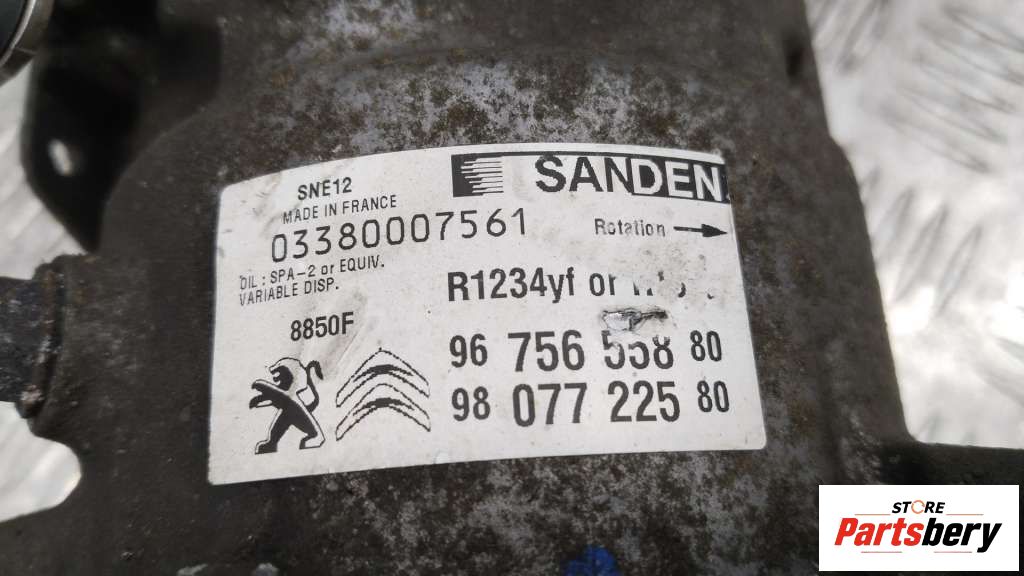 SANDEN
SNE12
MADE IN FRANCE
03380007561
Rotation
OIL : SPA-2 or EQUIV.
VARIABLE DISP.
R1234yf or
8850F
96 756 558 80
98 077 225 80
STORE
Partsbery